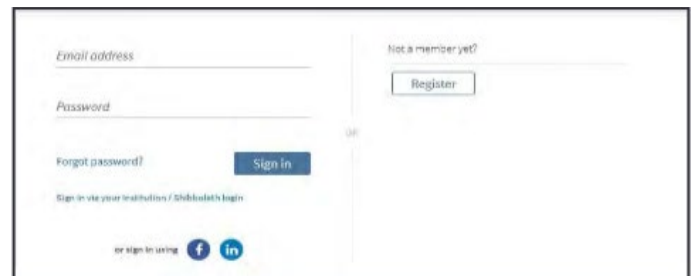 Email address
Password
Forgot password?
Sign in
Sign in via your institution / Shibboleth login
or sign in using f in
OR
Not a member yet?
Register